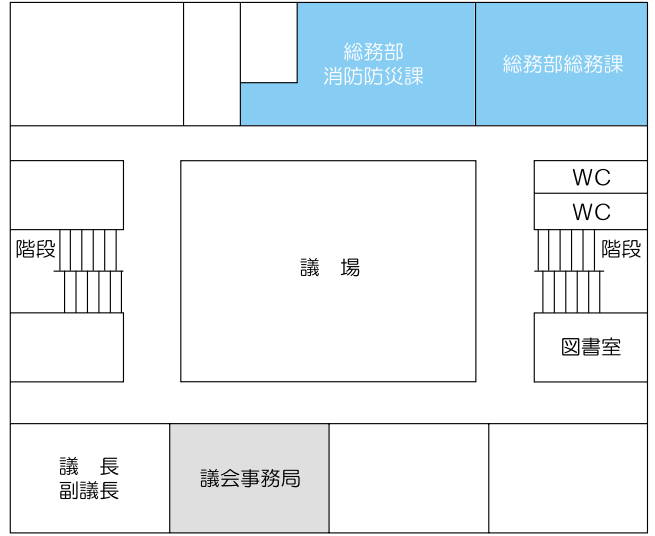 総務部
消防防災課
総務部総務課
WC
WC
階段
階段
議　場
図書室
議　長
副議長
議会事務局